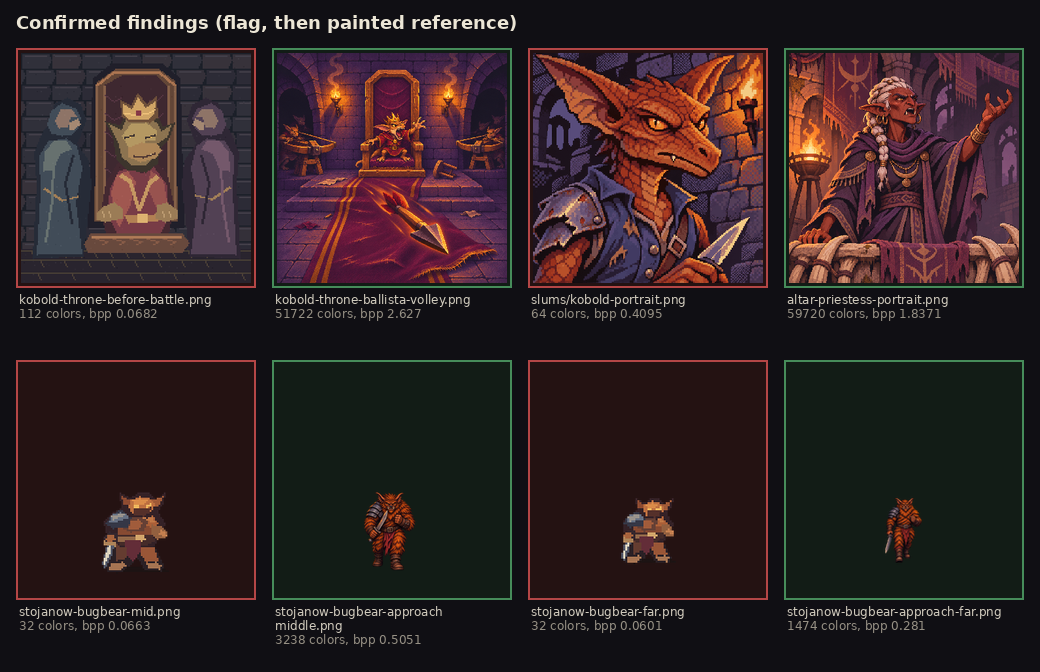 Confirmed findings (flag, then painted reference)
kobold-throne-before-battle.png
112 colors, bpp 0.0682
kobold-throne-ballista-volley.png
51722 colors, bpp 2.627
slums/kobold-portrait.png
64 colors, bpp 0.4095
altar-priestess-portrait.png
59720 colors, bpp 1.8371
stojanow-bugbear-mid.png
32 colors, bpp 0.0663
stojanow-bugbear-approach
middle.png
3238 colors, bpp 0.5051
stojanow-bugbear-far.png
32 colors, bpp 0.0601
stojanow-bugbear-approach-far.png
1474 colors, bpp 0.281